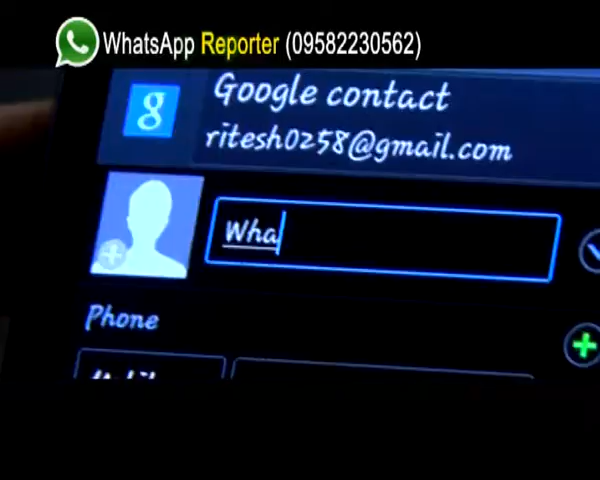 WhatsApp Reporter (09582230562)
Google contact
g
ritesh0258@gmail.com
Wha
Phone